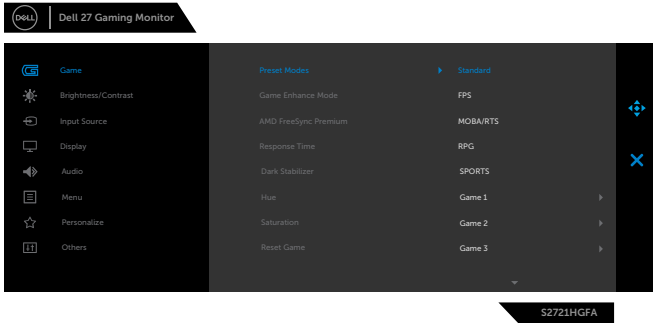 DELL Dell 27 Gaming Monitor
Game Preset Modes Standard
Brightness/Contrast Game Enhance Mode FPS
Input Source AMD FreeSync Premium MOBA/RTS
Display Response Time RPG
Audio Dark Stabilizer SPORTS
Menu Hue Game 1
Personalize Saturation Game 2
Others Reset Game Game 3
S2721HGFA